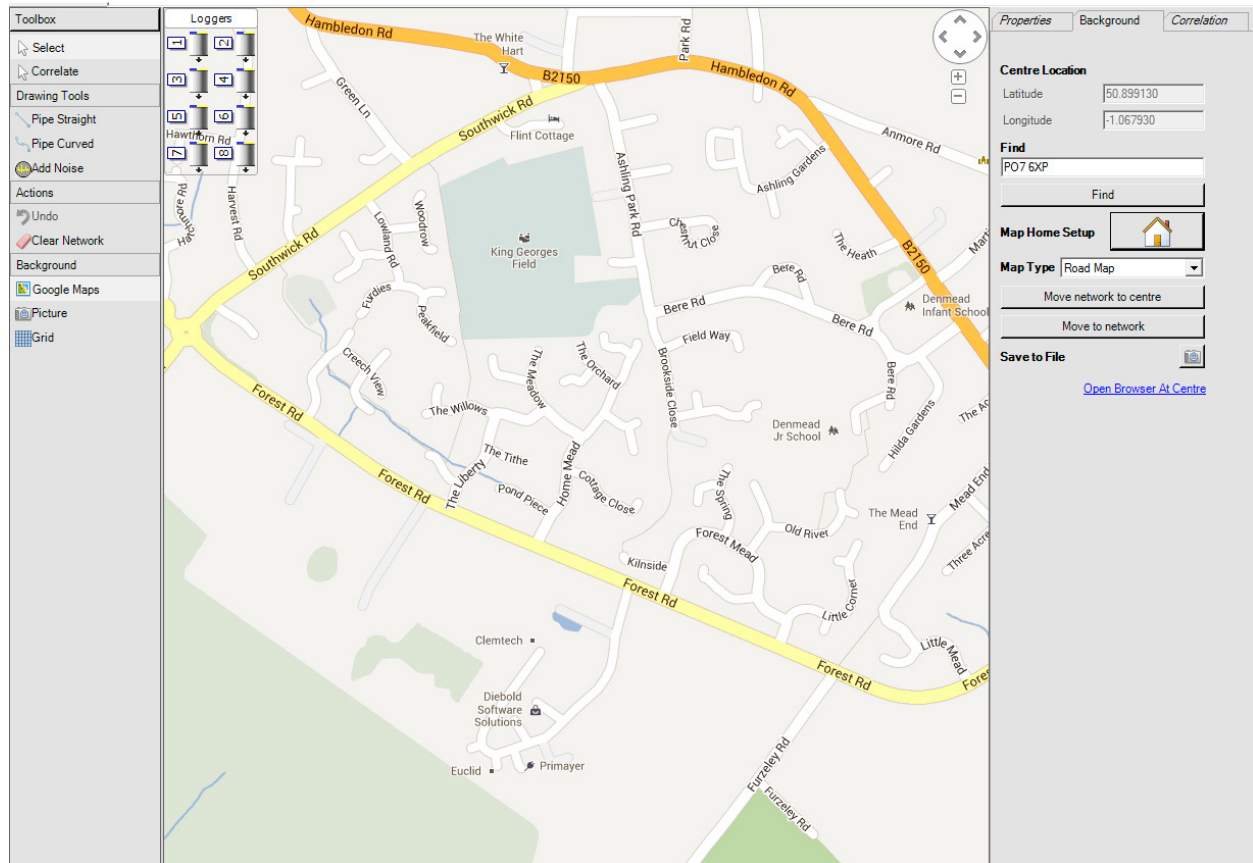 Toolbox
Select
Correlate
Drawing Tools
Pipe Straight
Pipe Curved
Add Noise
Actions
Undo
Clear Network
Background
Google Maps
Picture
Grid
Loggers
1
2
3
4
5
6
7
8
Hawthorn Rd
Hambledon Rd
The White
Hart
B2150
Park Rd
Hambledon Rd
Green Ln
Southwick Rd
Flint Cottage
Anmore Rd
Ashling Gardens
Ashling Park Rd
Harvest Rd
Woodrow
Lowland Rd
King Georges
Field
Chestnut Close
The Heath
B2150
Southwick Rd
Bere Rd
Furdies
Peakfield
Bere Rd
Bere Rd
Denmead
Infant School
Field Way
Creech View
The Meadow
The Orchard
Brookside Close
Bere Rd
Forest Rd
The Willows
Denmead
Jr School
Hilda Gardens
The Tithe
The Liberty
Home Mead
Cottage Close
Pond Piece
Forest Rd
The Spring
Mead End
The Mead
End
Old River
Forest Mead
Three Acre
Kilnside
Forest Rd
Little Corner
Little Mead
Clemtech
Forest Rd
Fores
Diebold
Software
Solutions
Euclid
Primayer
Furzeley Rd
Furzeley Rd
Properties
Background
Correlation
Centre Location
Latitude
50.899130
Longitude
-1.067930
Find
PO7 6XP
Find
Map Home Setup
Map Type
Road Map
Move network to centre
Move to network
Save to File
Open Browser At Centre